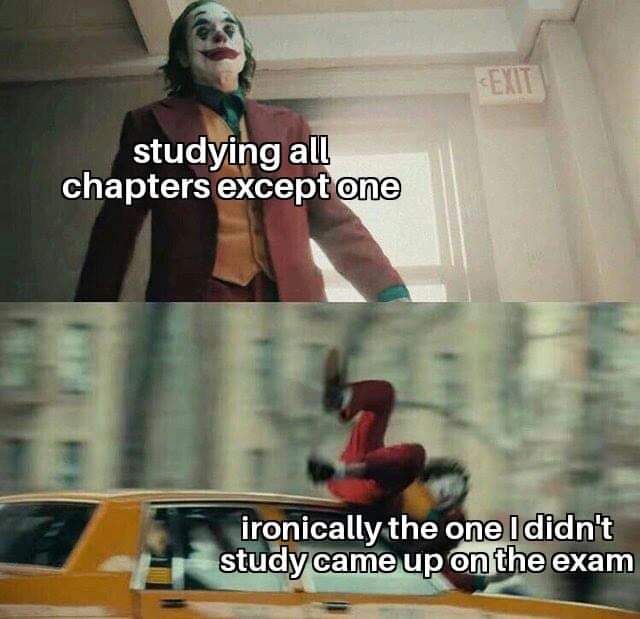 <EXIT
studying all
chapters except one
ironically the one I didn't
study came up on the exam